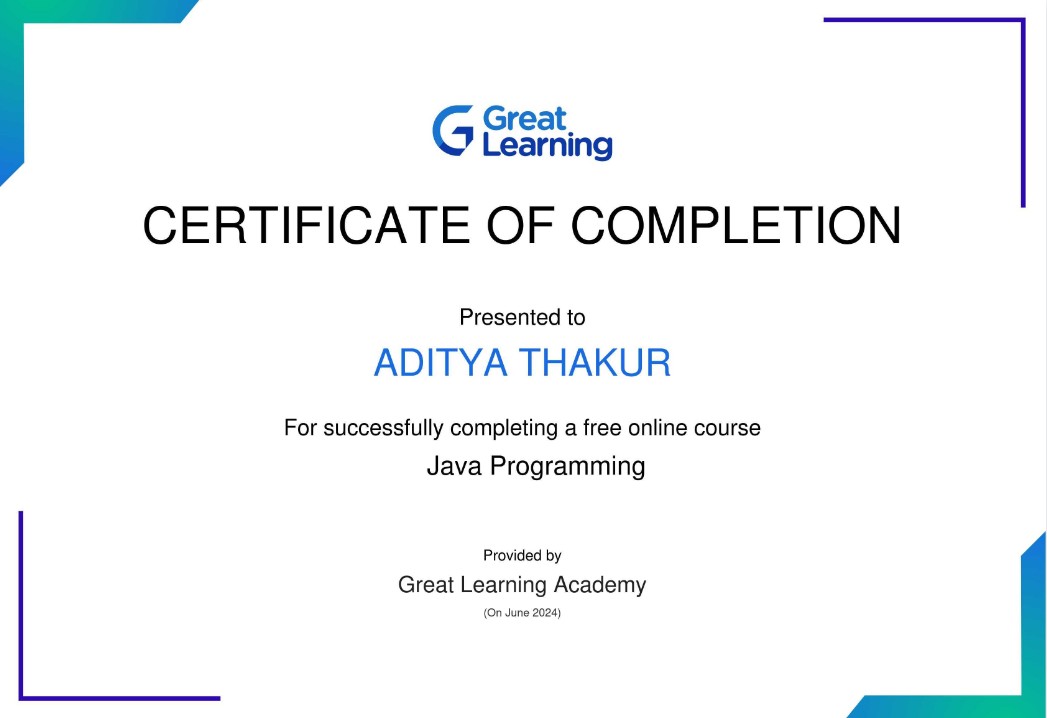 Great
Learning
CERTIFICATE OF COMPLETION
Presented to
ADITYA THAKUR
For successfully completing a free online course
Java Programming
Provided by
Great Learning Academy
(On June 2024)